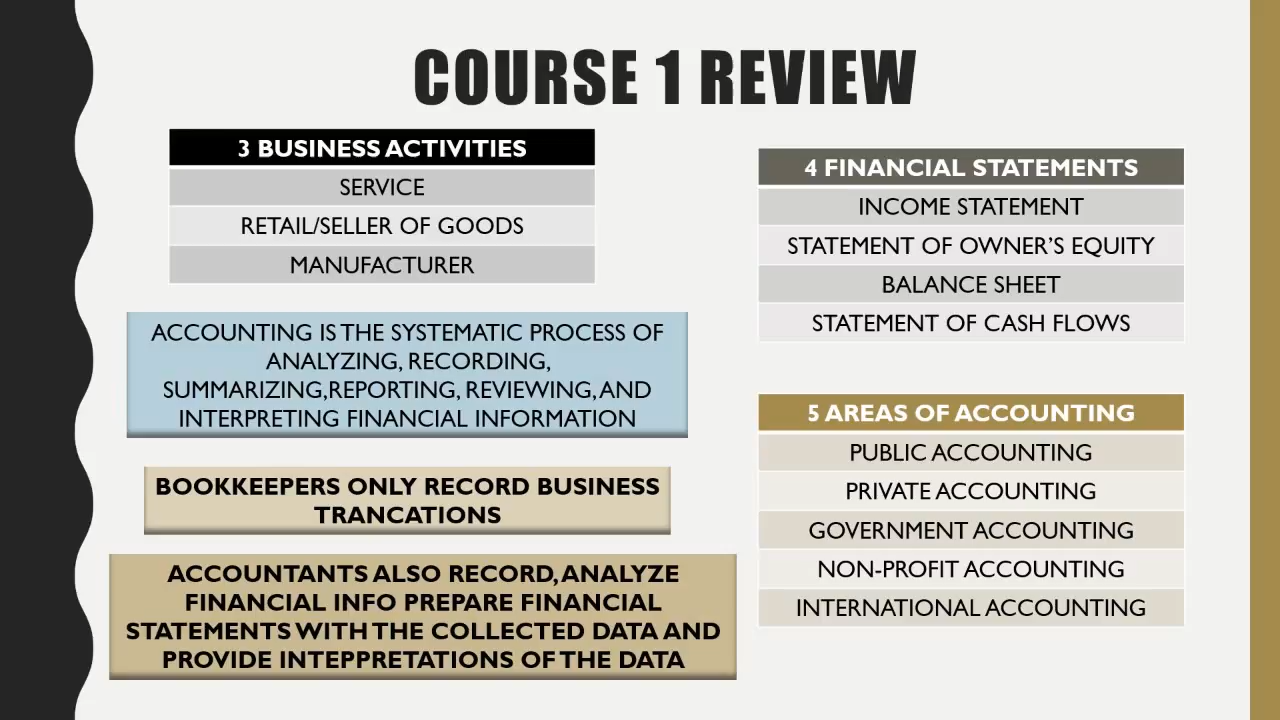 COURSE 1 REVIEW
3 BUSINESS ACTIVITIES
SERVICE
RETAIL/SELLER OF GOODS
MANUFACTURER
ACCOUNTING IS THE SYSTEMATIC PROCESS OF
ANALYZING, RECORDING,
SUMMARIZING,REPORTING, REVIEWING, AND
INTERPRETING FINANCIAL INFORMATION
BOOKKEEPERS ONLY RECORD BUSINESS
TRANCATIONS
ACCOUNTANTS ALSO RECORD, ANALYZE
FINANCIAL INFO PREPARE FINANCIAL
STATEMENTS WITH THE COLLECTED DATA AND
PROVIDE INTEPPRETATIONS OF THE DATA
4 FINANCIAL STATEMENTS
INCOME STATEMENT
STATEMENT OF OWNER'S EQUITY
BALANCE SHEET
STATEMENT OF CASH FLOWS
5 AREAS OF ACCOUNTING
PUBLIC ACCOUNTING
PRIVATE ACCOUNTING
GOVERNMENT ACCOUNTING
NON-PROFIT ACCOUNTING
INTERNATIONAL ACCOUNTING